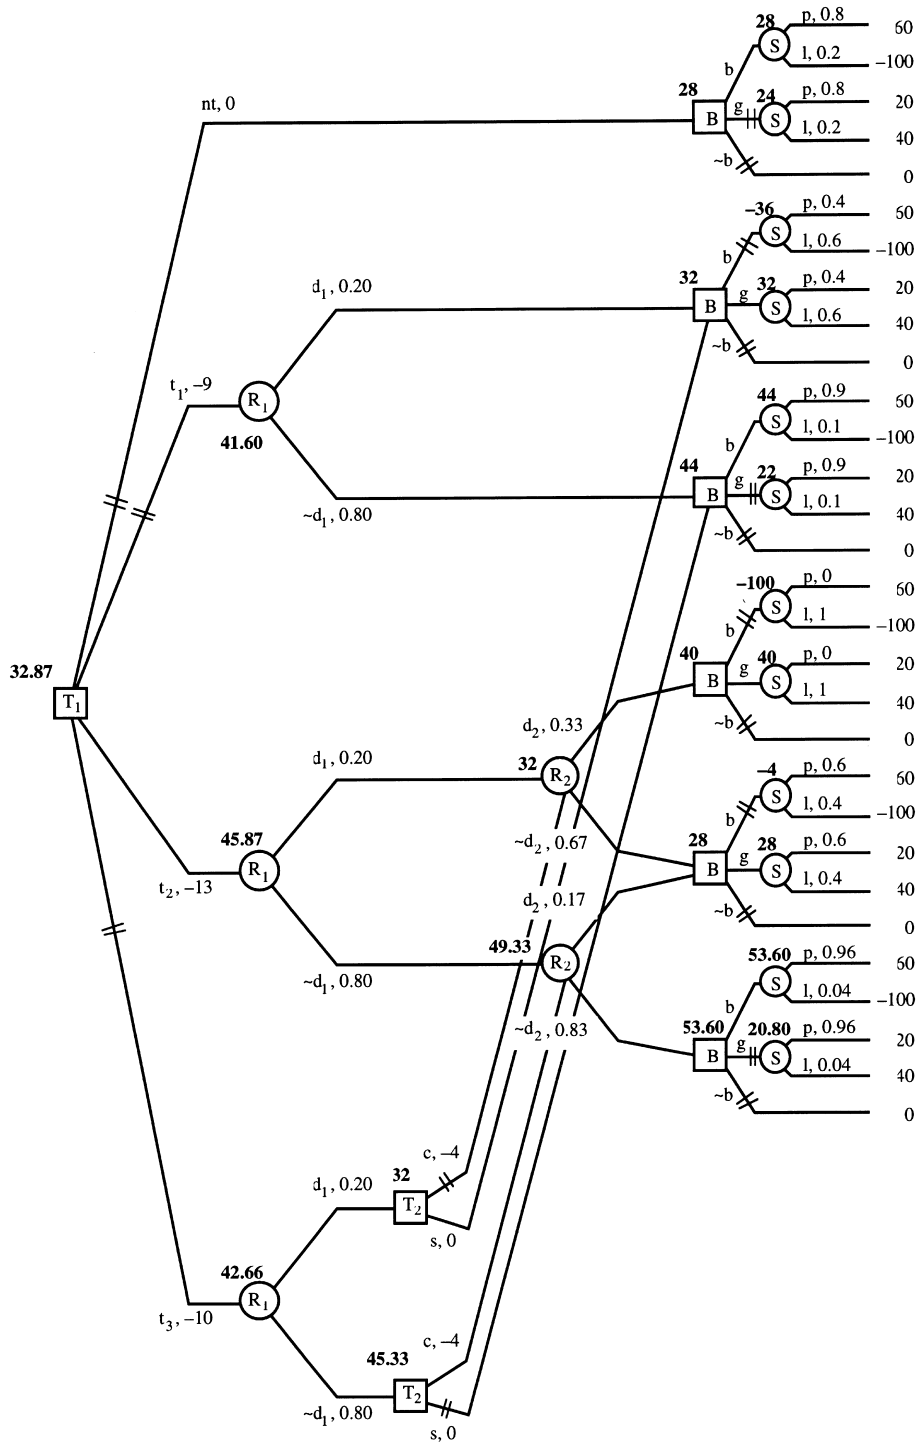 28 p, 0.8 60
S
l, 0.2 −100
b
nt, 0 28 24 p, 0.8 20
B g S
l, 0.2 40
~b
0
−36 p, 0.4 60
S
l, 0.6 −100
b
d1, 0.20 32 32 p, 0.4 20
B g S
l, 0.6 40
~b
0
t1, −9
R1
41.60
44 p, 0.9 60
S
l, 0.1 −100
b
44 22 p, 0.9 20
B g S
l, 0.1 40
~d1, 0.80
~b
0
−100 p, 0 60
S
l, 1 −100
b
32.87
T1
40 40 p, 0 20
B g S
l, 1 40
d2, 0.33
~b
0
d1, 0.20 32
R2
−4 p, 0.6 60
S
l, 0.4 −100
b
~d2, 0.67
45.87
R1
t2, −13
28 28 p, 0.6 20
B g S
l, 0.4 40
d2, 0.17
~b
0
49.33
R2
~d1, 0.80
53.60 p, 0.96 60
S
l, 0.04 −100
b
~d2, 0.83
53.60 20.80 p, 0.96 20
B g S
l, 0.04 40
~b
0
c, −4
d1, 0.20 32
T2
s, 0
42.66
R1
t3, −10
c, −4
45.33
T2
~d1, 0.80
s, 0